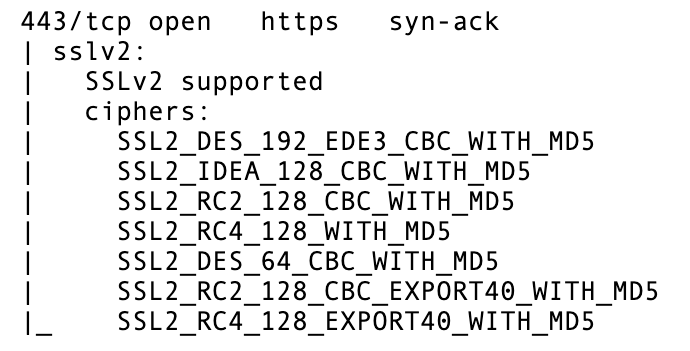 443/tcp open   https   syn-ack
| sslv2:
|   SSLv2 supported
|   ciphers:
|     SSL2_DES_192_EDE3_CBC_WITH_MD5
|     SSL2_IDEA_128_CBC_WITH_MD5
|     SSL2_RC2_128_CBC_WITH_MD5
|     SSL2_RC4_128_WITH_MD5
|     SSL2_DES_64_CBC_WITH_MD5
|     SSL2_RC2_128_CBC_EXPORT40_WITH_MD5
|_    SSL2_RC4_128_EXPORT40_WITH_MD5